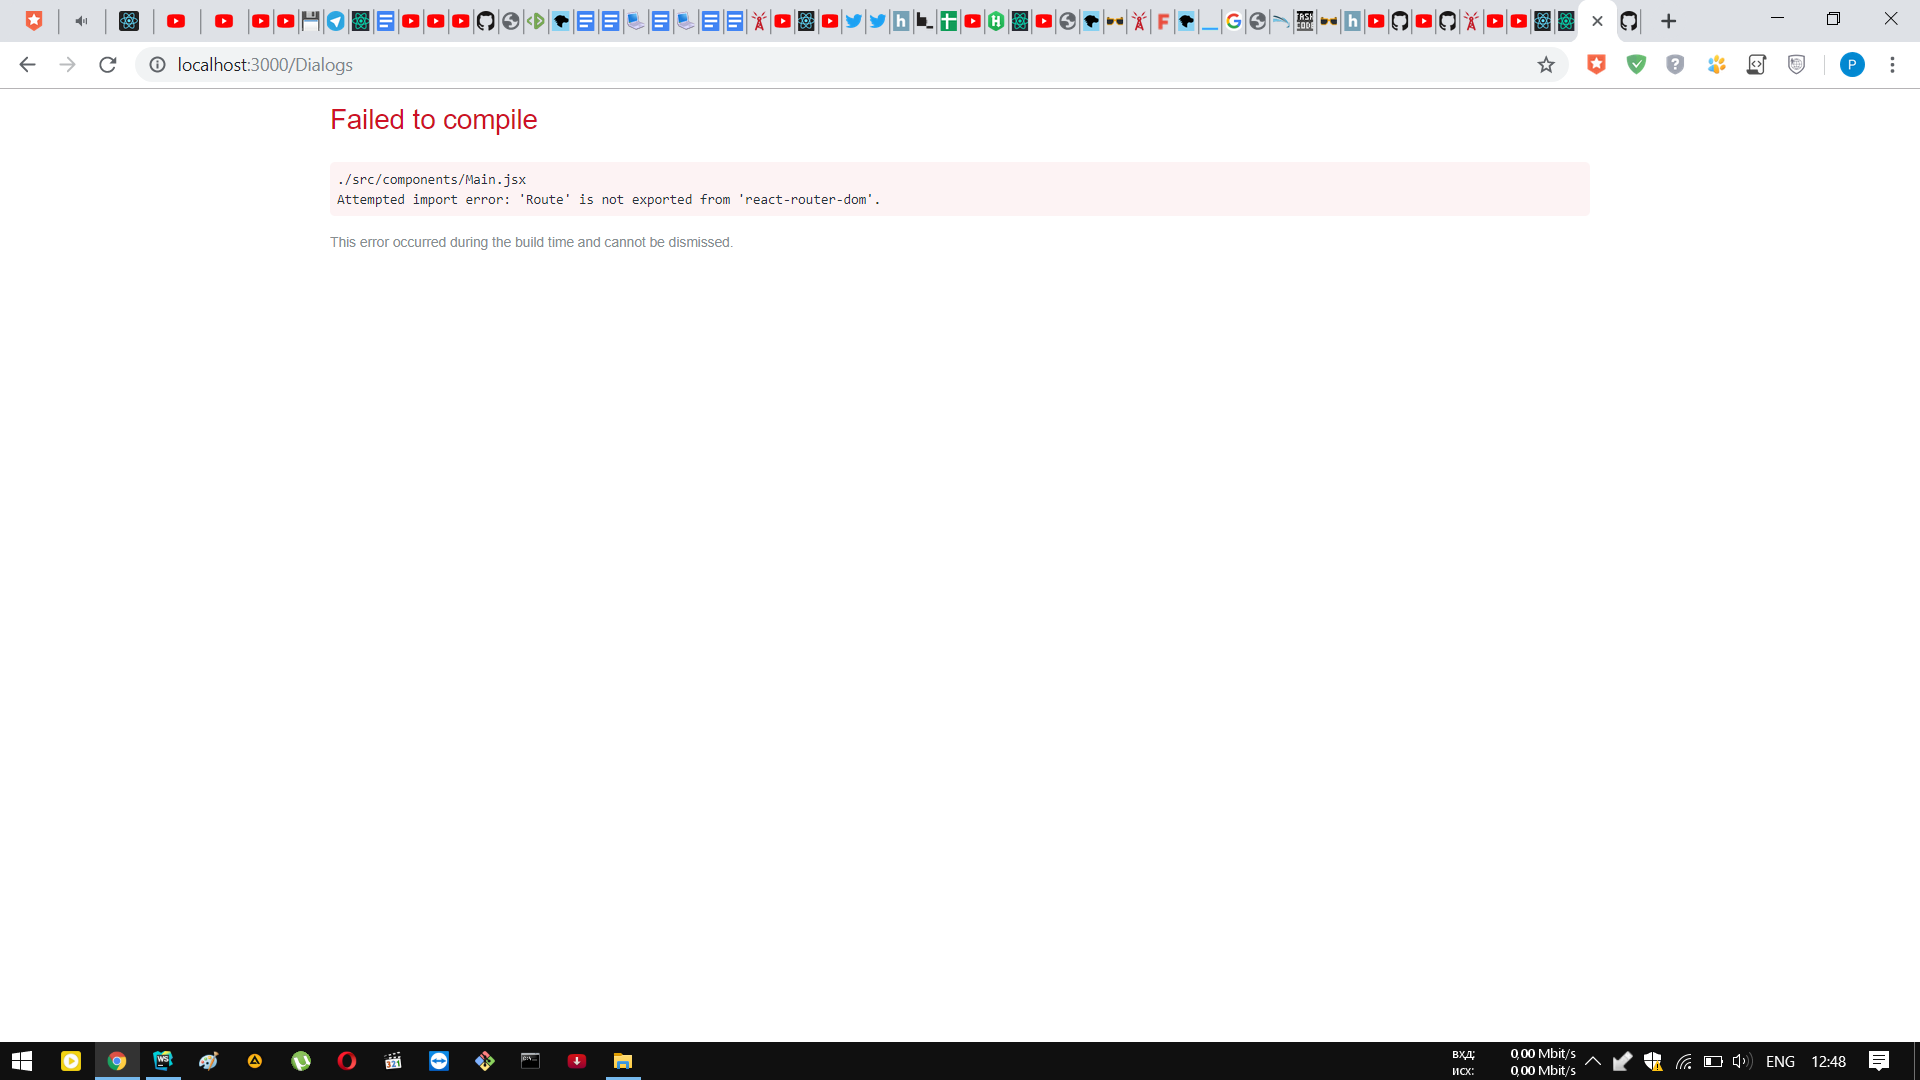 localhost:3000/Dialogs
P
Failed to compile
./src/components/Main.jsx
Attempted import error: 'Route' is not exported from 'react-router-dom'.
This error occurred during the build time and cannot be dismissed.
вхд: 0,00 Mbit/s
исх: 0,00 Mbit/s
ENG
12:48